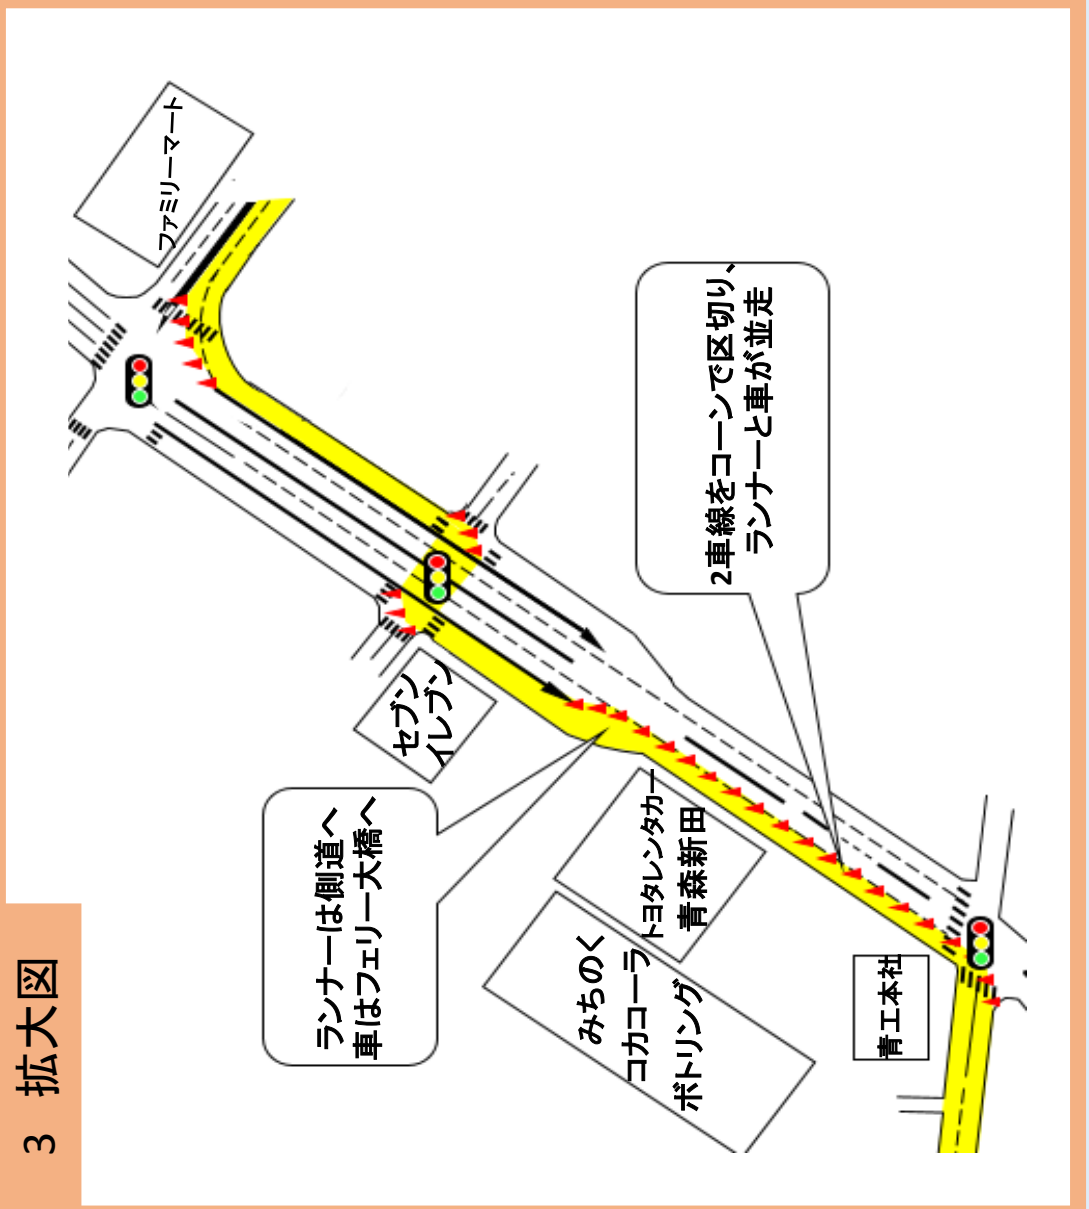 3 拡大図
ランナーは側道へ
車はフェリー大橋へ
みちのく
コカコーラ
ボトリング
セブン
イレブン
トヨタレンタカー
青森新田
ファミリーマート
2車線をコーンで区切り、
ランナーと車が並走
青工本社